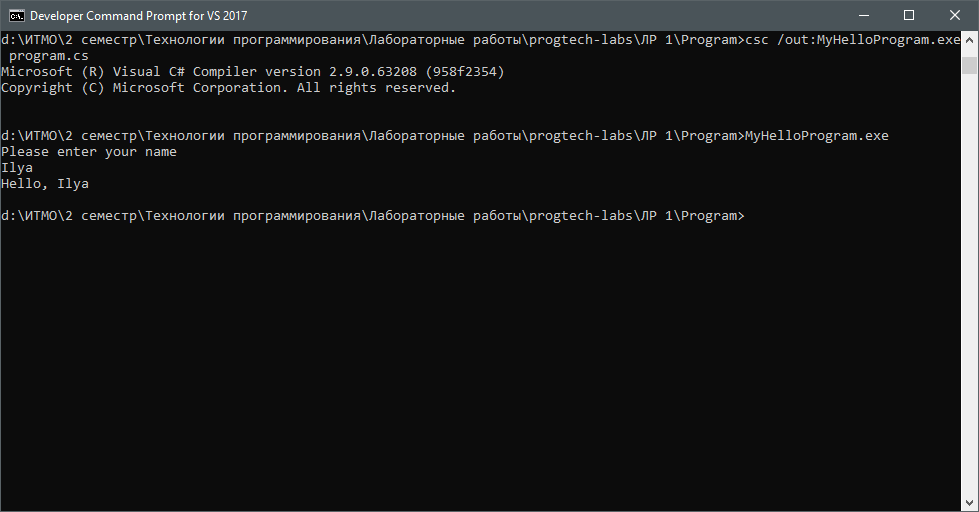 Developer Command Prompt for VS 2017
d:\ИТМО\2 семестр\Технологии программирования\Лабораторные работы\progtech-labs\ЛР 1\Program>csc /out:MyHelloProgram.exe
program.cs
Microsoft (R) Visual C# Compiler version 2.9.0.63208 (958f2354)
Copyright (C) Microsoft Corporation. All rights reserved.
d:\ИТМО\2 семестр\Технологии программирования\Лабораторные работы\progtech-labs\ЛР 1\Program>MyHelloProgram.exe
Please enter your name
Ilya
Hello, Ilya
d:\ИТМО\2 семестр\Технологии программирования\Лабораторные работы\progtech-labs\ЛР 1\Program>